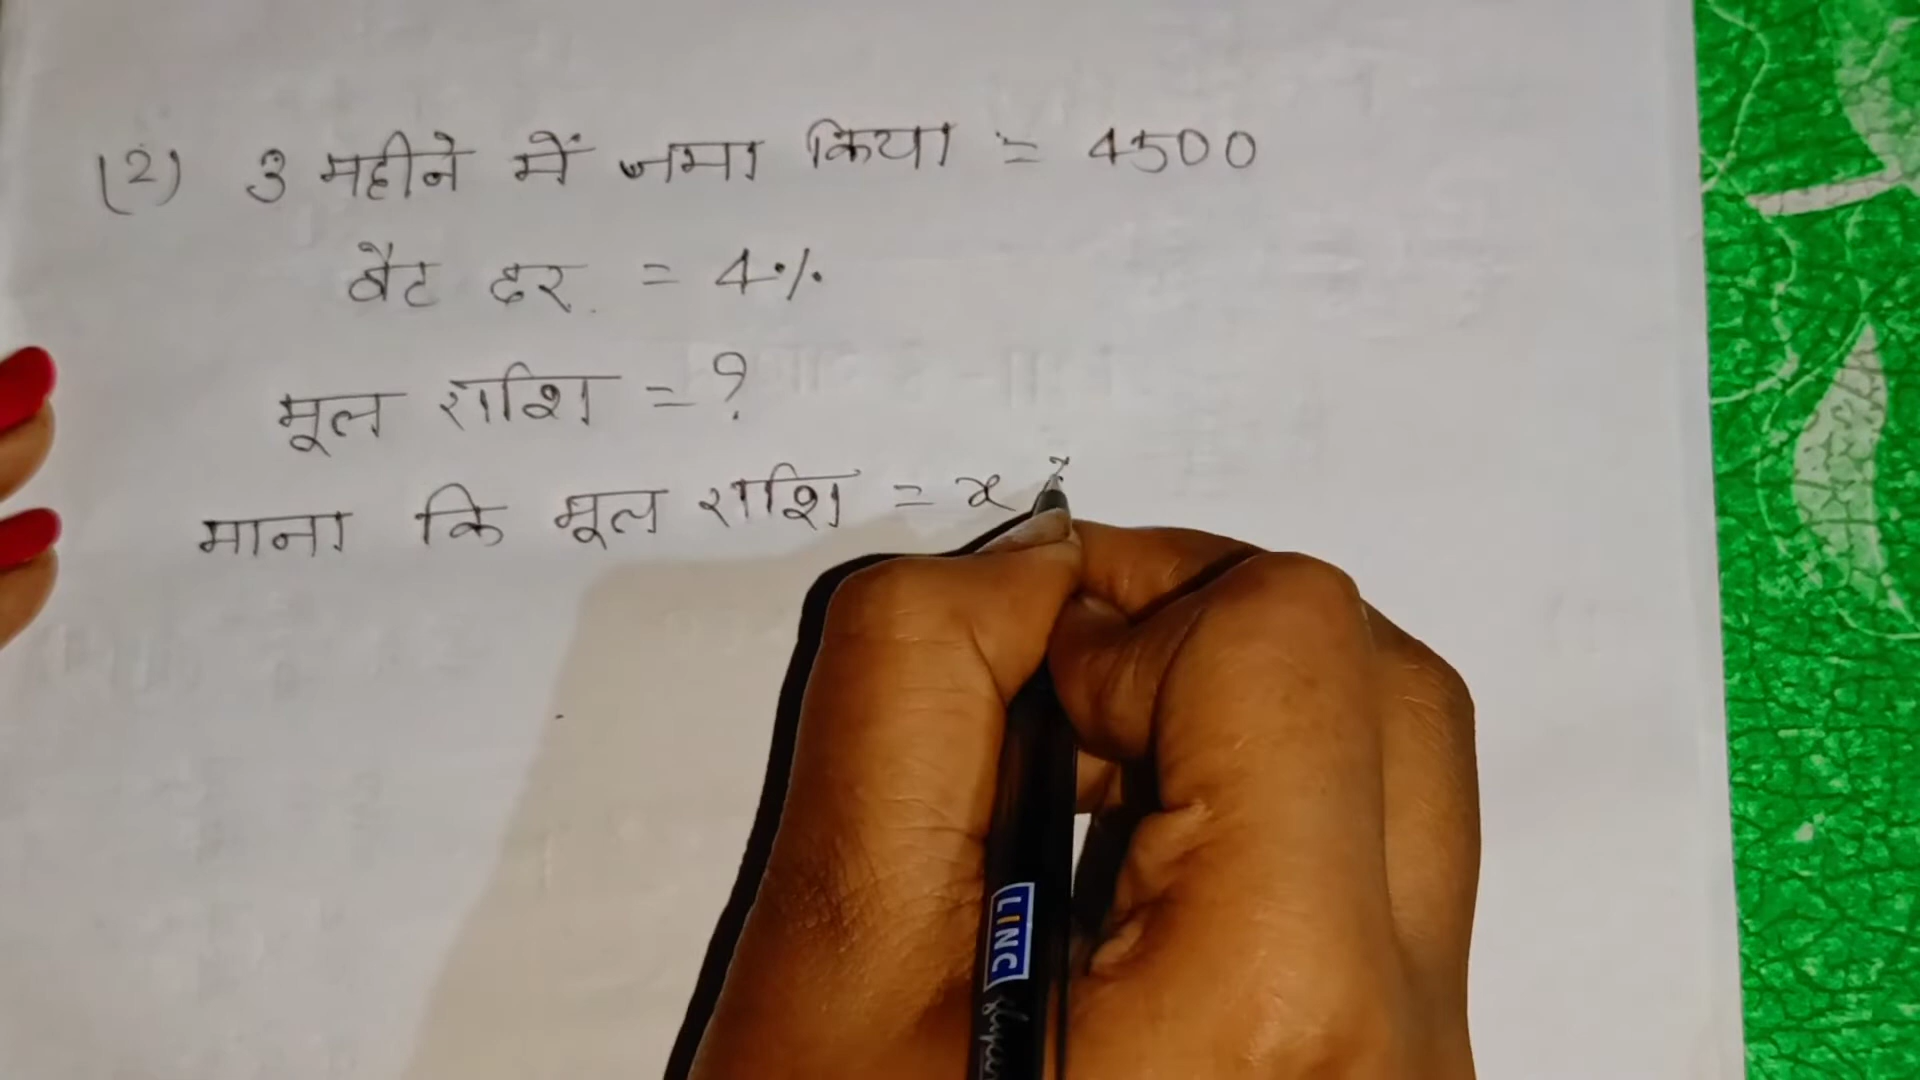 (2) 3 महीने में जमा किया = 4500
वैट दर = 4%
मूल राशि = ?
माना कि मूल राशि = x
LINC